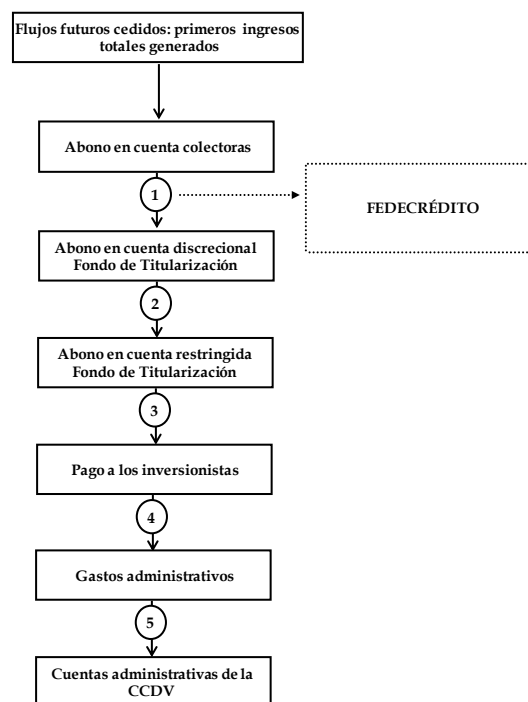 Flujos futuros cedidos: primeros ingresos
totales generados
Abono en cuenta colectoras
1
FEDECRÉDITO
Abono en cuenta discrecional
Fondo de Titularización
2
Abono en cuenta restringida
Fondo de Titularización
3
Pago a los inversionistas
4
Gastos administrativos
5
Cuentas administrativas de la
CCDV